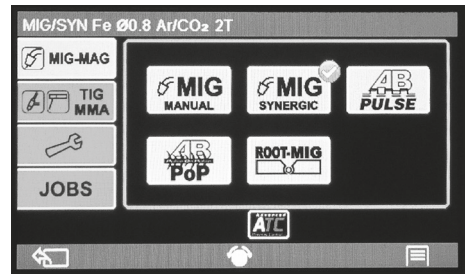 MIG/SYN Fe Ø0.8 Ar/CO₂ 2T
MIG-MAG
TIG
MMA
JOBS
MIG
MANUAL
MIG
SYNERGIC
AB
PULSE
AB
PoP
ROOT-MIG
ATC